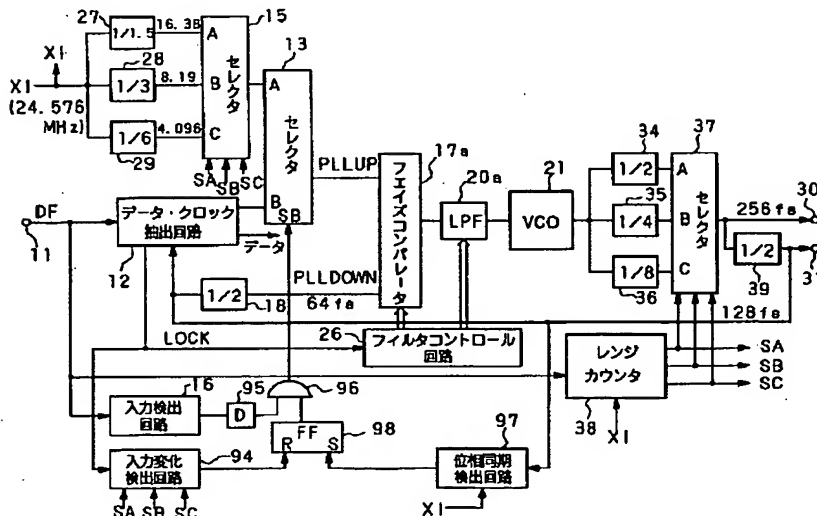 27
16.38
15
XI
1/1.5
A
28
セレクタ
13
XI
1/3
8.19
B
A
(24.576
MHz)
1/6
4.096
C
29
SA
SB
SC
セレクタ
PLLUP
17a
フェイズコンパレータ
20a
LPF
21
VCO
34
1/2
A
37
35
1/4
B
セレクタ
30
256fs
36
1/8
C
1/2
39
31
128fs
DF
11
データ・クロック
抽出回路
12
B
SB
データ
1/2
18
PLLDOWN
64fs
LOCK
26
フィルタコントロール
回路
レンジ
カウンタ
38
XI
SA
SB
SC
16
入力検出
回路
95
D
96
FF
R
S
98
97
位相同期
検出回路
XI
入力変化
検出回路
94
SA
SB
SC